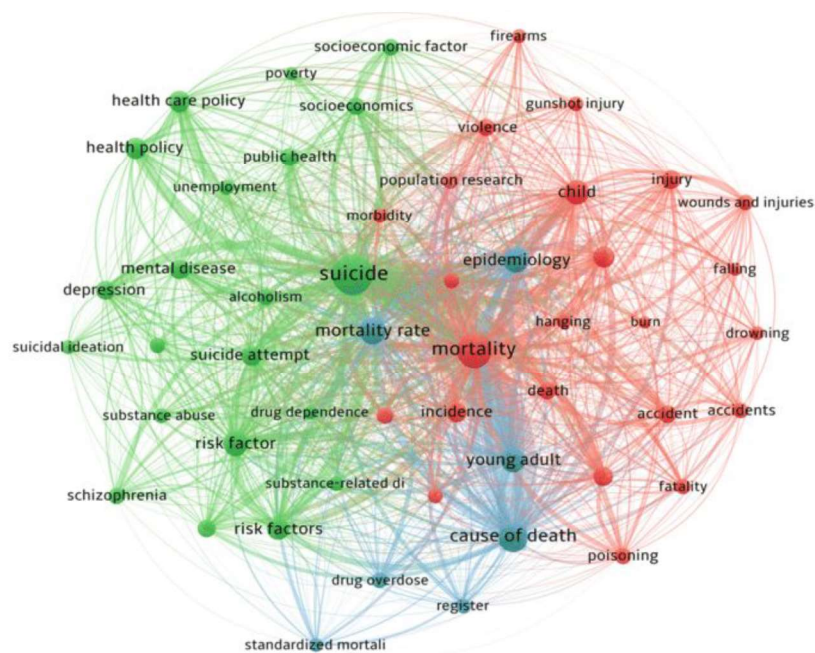 firearms
socioeconomic factor
poverty
health care policy
socioeconomics
gunshot injury
violence
health policy
public health
unemployment
population research
child
injury
wounds and injuries
morbidity
epidemiology
mental disease
suicide
falling
depression
alcoholism
hanging
burn
drowning
mortality rate
suicidal ideation
suicide attempt
mortality
death
substance abuse
drug dependence
incidence
accident
accidents
risk factor
young adult
schizophrenia
substance-related di
fatality
risk factors
cause of death
poisoning
drug overdose
register
standardized mortali